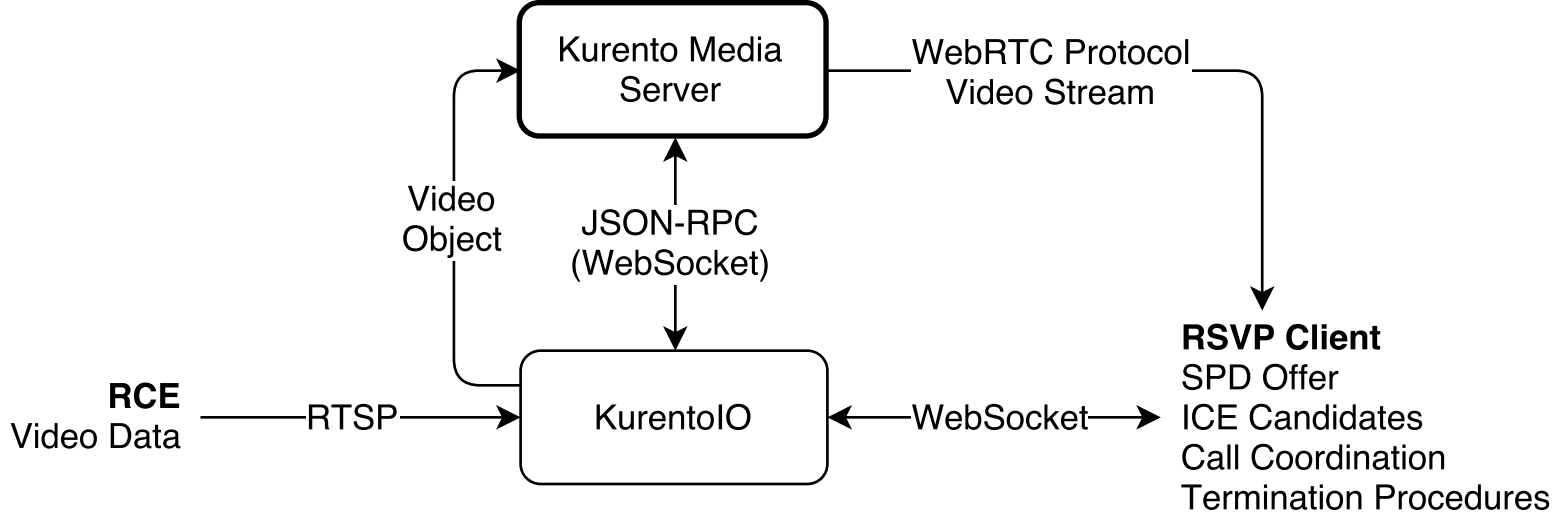 Kurento Media
Server
WebRTC Protocol
Video Stream
Video
Object
JSON-RPC
(WebSocket)
RCE
Video Data
RTSP
KurentoIO
WebSocket
RSVP Client
SPD Offer
ICE Candidates
Call Coordination
Termination Procedures